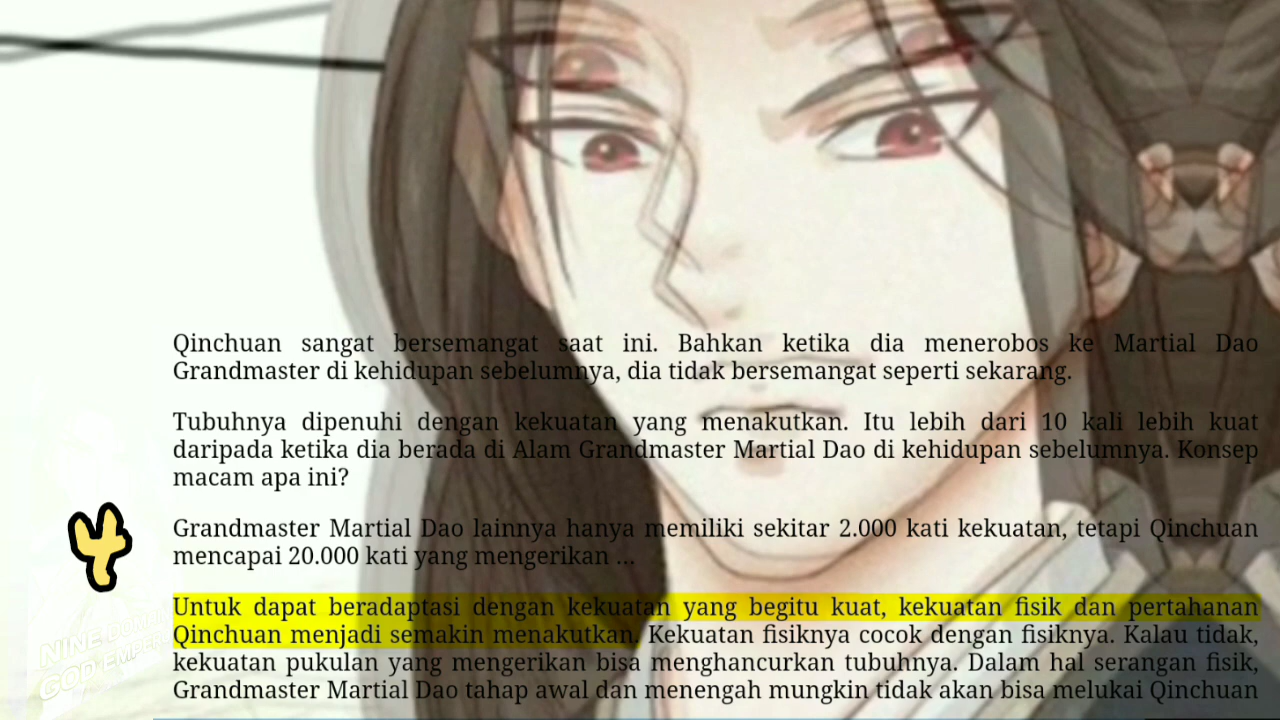 Qinchuan sangat bersemangat saat ini. Bahkan ketika dia menerobos ke Martial Dao
Grandmaster di kehidupan sebelumnya, dia tidak bersemangat seperti sekarang.
Tubuhnya dipenuhi dengan kekuatan yang menakutkan. Itu lebih dari 10 kali lebih kuat
daripada ketika dia berada di Alam Grandmaster Martial Dao di kehidupan sebelumnya. Konsep
macam apa ini?
Grandmaster Martial Dao lainnya hanya memiliki sekitar 2.000 kati kekuatan, tetapi Qinchuan
mencapai 20.000 kati yang mengerikan ...
Untuk dapat beradaptasi dengan kekuatan yang begitu kuat, kekuatan fisik dan pertahanan
Qinchuan menjadi semakin menakutkan. Kekuatan fisiknya cocok dengan fisiknya. Kalau tidak,
kekuatan pukulan yang mengerikan bisa menghancurkan tubuhnya. Dalam hal serangan fisik,
Grandmaster Martial Dao tahap awal dan menengah mungkin tidak akan bisa melukai Qinchuan
NINE
GOD EMPEROR